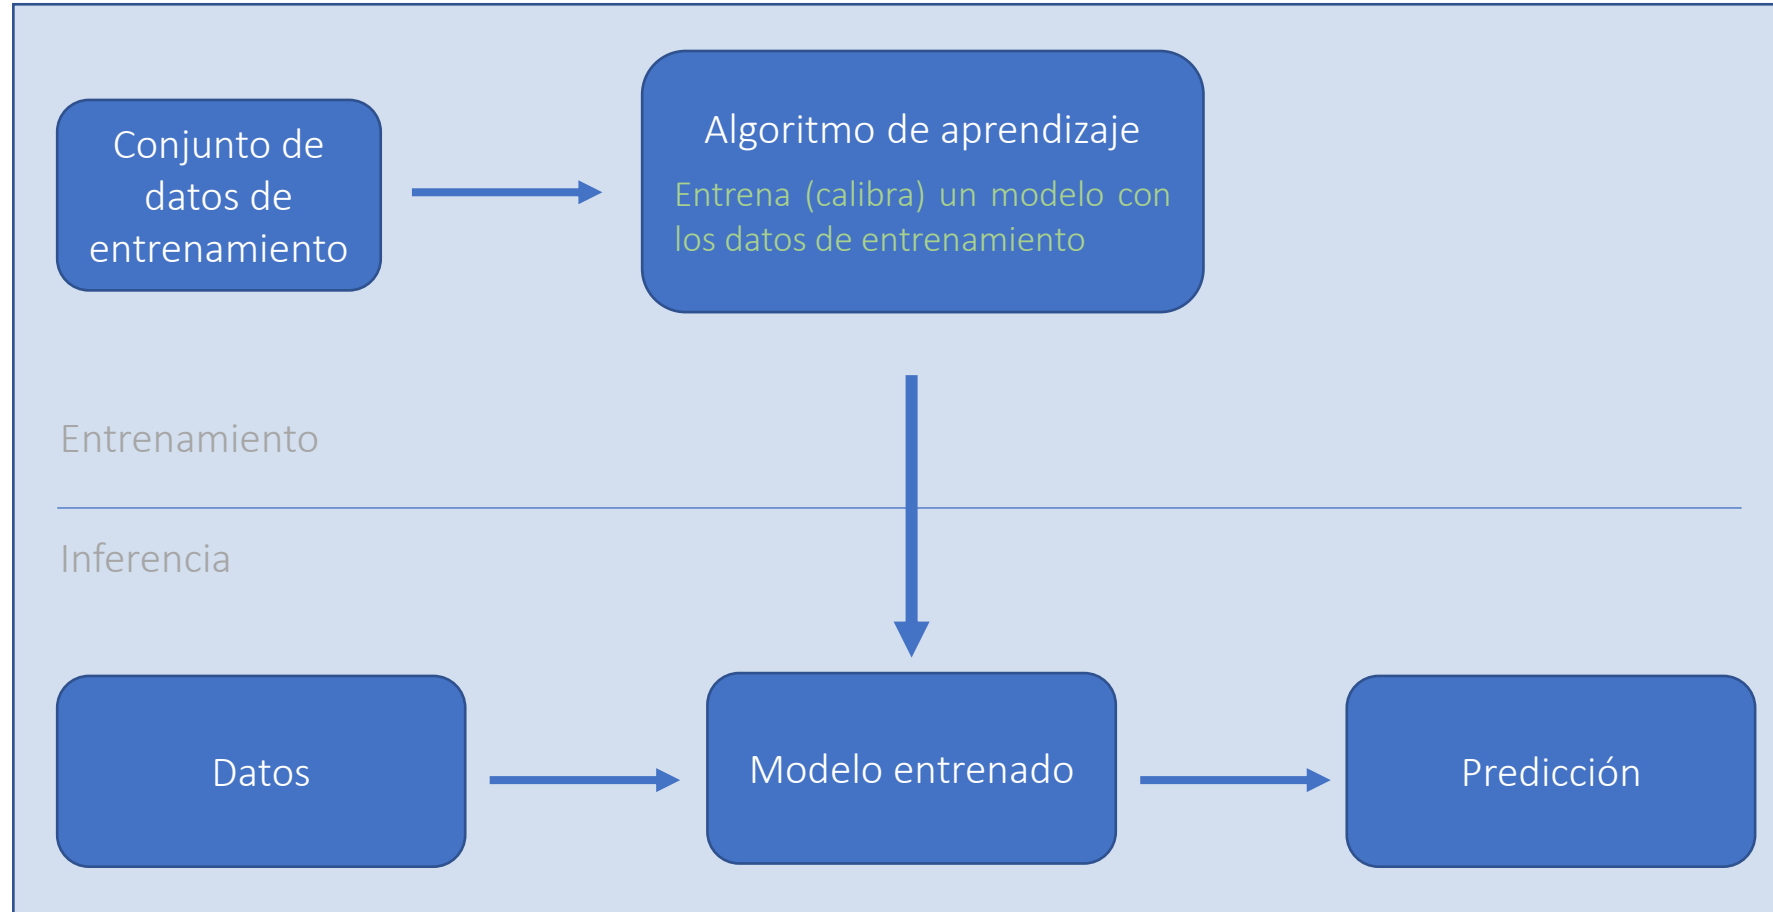 Conjunto de
datos de
entrenamiento
Algoritmo de aprendizaje
Entrena (calibra) un modelo con
los datos de entrenamiento
Entrenamiento
Inferencia
Datos
Modelo entrenado
Predicción